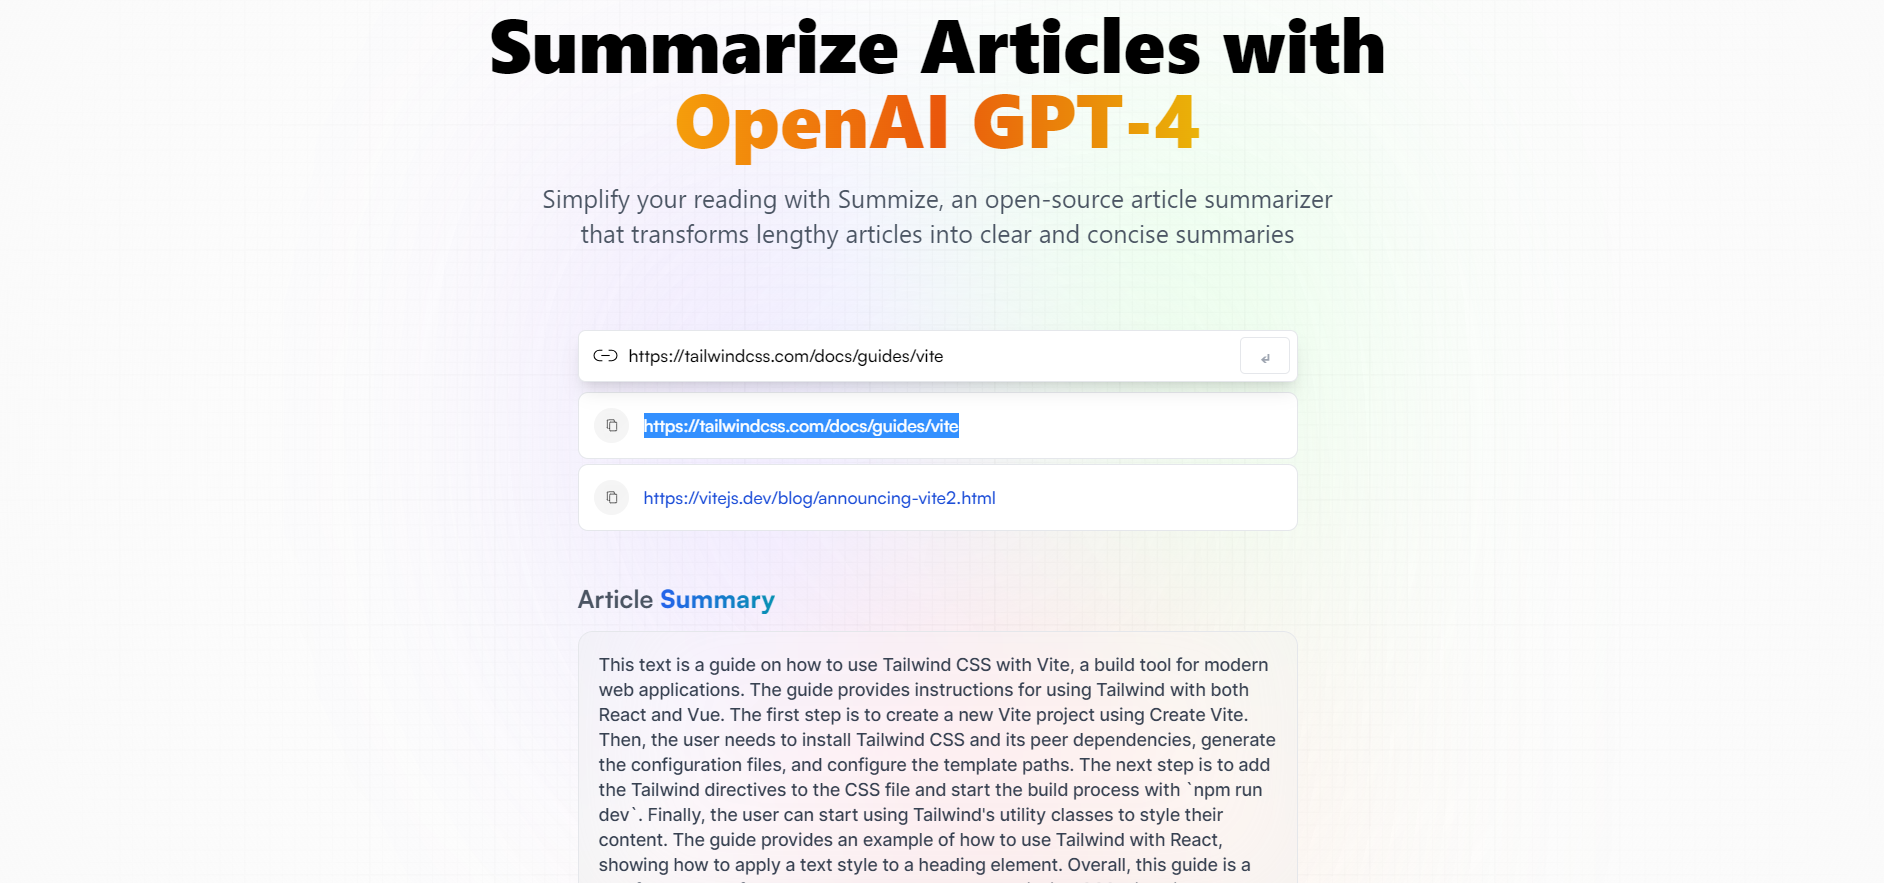 Summarize Articles with
OpenAI GPT-4
Simplify your reading with Summize, an open-source article summarizer
that transforms lengthy articles into clear and concise summaries
https://tailwindcss.com/docs/guides/vite
https://tailwindcss.com/docs/guides/vite
https://vitejs.dev/blog/announcing-vite2.html
Article Summary
This text is a guide on how to use Tailwind CSS with Vite, a build tool for modern
web applications. The guide provides instructions for using Tailwind with both
React and Vue. The first step is to create a new Vite project using Create Vite.
Then, the user needs to install Tailwind CSS and its peer dependencies, generate
the configuration files, and configure the template paths. The next step is to add
the Tailwind directives to the CSS file and start the build process with `npm run
dev`. Finally, the user can start using Tailwind's utility classes to style their
content. The guide provides an example of how to use Tailwind with React,
showing how to apply a text style to a heading element. Overall, this guide is a